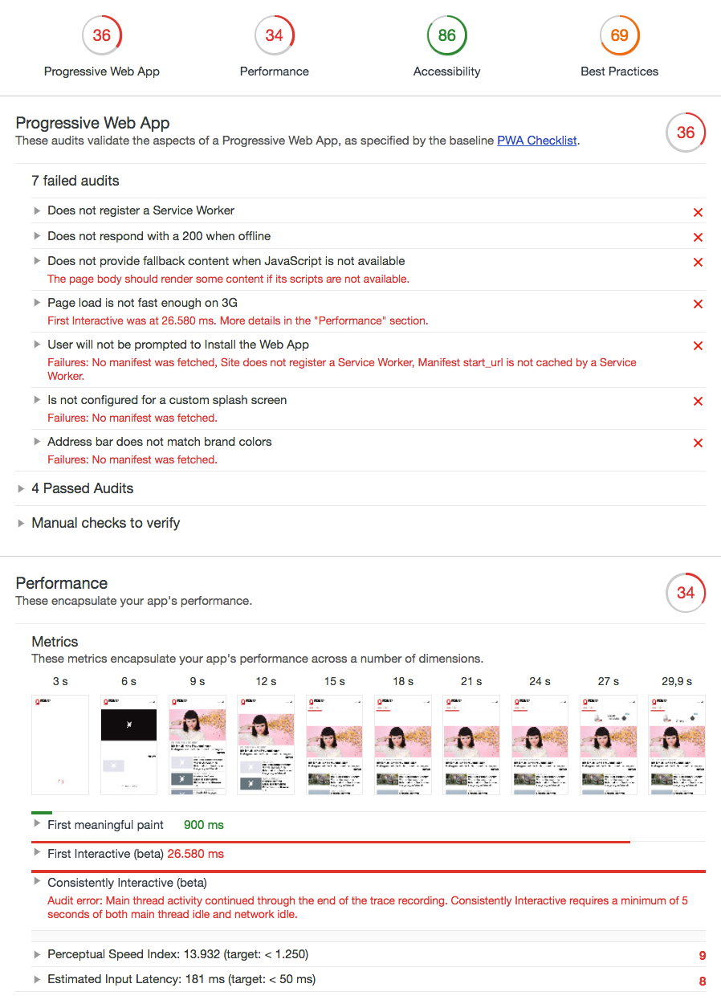 36
34
86
69
Progressive Web App
Performance
Accessibility
Best Practices
Progressive Web App
These audits validate the aspects of a Progressive Web App, as specified by the baseline PWA Checklist.
36
7 failed audits
Does not register a Service Worker
Does not respond with a 200 when offline
Does not provide fallback content when JavaScript is not available
The page body should render some content if its scripts are not available.
Page load is not fast enough on 3G
First Interactive was at 26.580 ms. More details in the "Performance" section.
User will not be prompted to Install the Web App
Failures: No manifest was fetched, Site does not register a Service Worker, Manifest start_url is not cached by a Service
Worker.
Is not configured for a custom splash screen
Failures: No manifest was fetched.
Address bar does not match brand colors
Failures: No manifest was fetched.
4 Passed Audits
Manual checks to verify
Performance
These encapsulate your app's performance.
34
Metrics
These metrics encapsulate your app's performance across a number of dimensions.
3 s
6 s
9 s
12 s
15 s
18 s
21 s
24 s
27 s
29,9 s
First meaningful paint 900 ms
First Interactive (beta) 26.580 ms
Consistently Interactive (beta)
Audit error: Main thread activity continued through the end of the trace recording. Consistently Interactive requires a minimum of 5
seconds of both main thread idle and network idle.
Perceptual Speed Index: 13.932 (target: < 1.250)
9
Estimated Input Latency: 181 ms (target: < 50 ms)
8